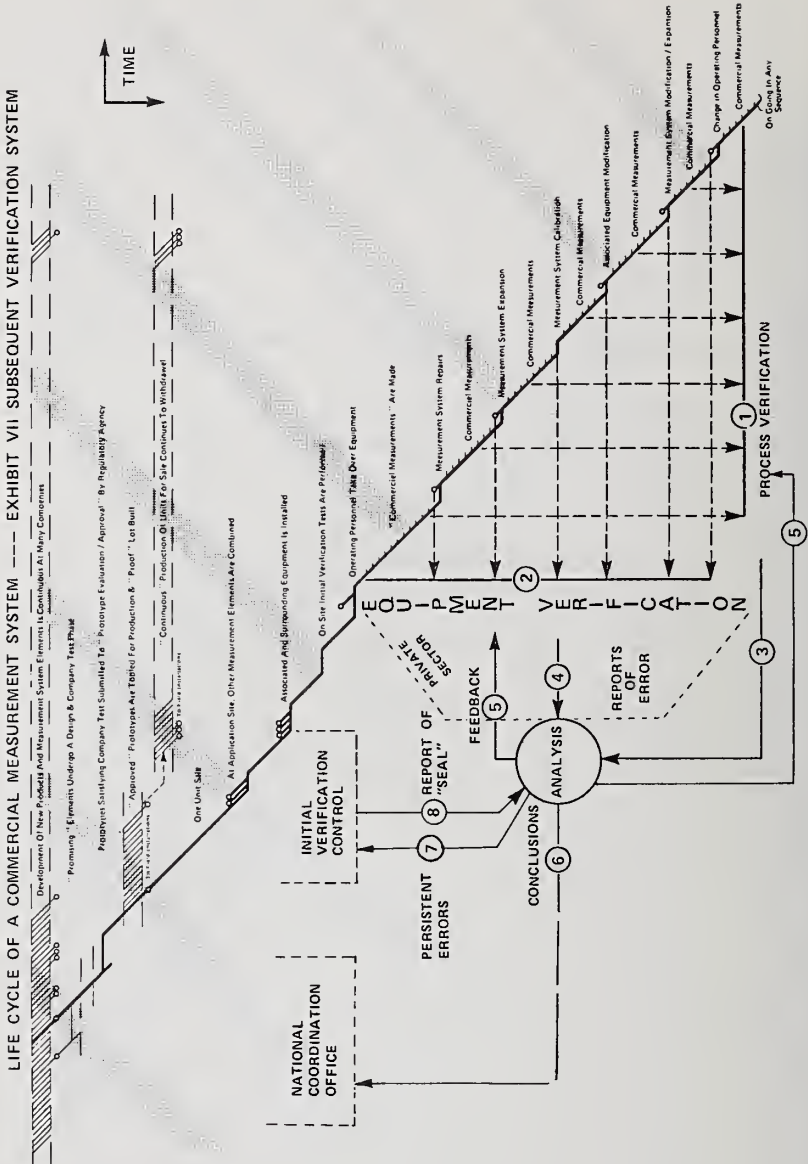 LIFE CYCLE OF A COMMERCIAL MEASUREMENT SYSTEM --- EXHIBIT VII SUBSEQUENT VERIFICATION SYSTEM
TIME
Development Of New Products And Measurement System Elements Is Continuous At Many Companies
"Promising" Elements Undergo A Design & Company Test Phase
Prototypes Satisfying Company Test Submitted To "Prototype Evaluation / Approval" By Regulatory Agency
"Approved" Prototypes Are Tooled For Production & "Proof" Lot Built
"Continuous" Production Of Units For Sale Continues To Withdrawel
One Unit Sale
At Application Site, Other Measurement Elements Are Combined
Associated And Surrounding Equipment Is Installed
On Site Initial Verification Tests Are Performed
Operating Personnel Take Over Equipment
"Commercial Measurements" Are Made
Measurement System Repairs
Commercial Measurements
Measurement System Expansion
Commercial Measurements
Measurement System Calibration
Commercial Measurements
Associated Equipment Modification
Commercial Measurements
Measurement System Modification / Expansion
Commercial Measurements
Change in Operating Personnel
Commercial Measurements
On Going In Any
Sequence
NATIONAL
COORDINATION
OFFICE
INITIAL
VERIFICATION
CONTROL
PERSISTENT
ERRORS
7
8
REPORT OF
"SEAL"
CONCLUSIONS
6
ANALYSIS
FEEDBACK
5
4
PRIVATE
SECTOR
REPORTS
OF
ERROR
EQUIPMENT VERIFICATION
2
3
1
PROCESS VERIFICATION
5